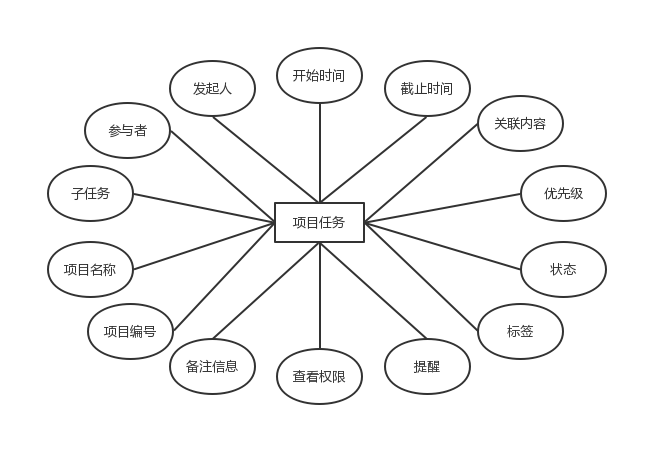 开始时间
发起人
截止时间
参与者
关联内容
子任务
优先级
项目任务
项目名称
状态
项目编号
标签
备注信息
查看权限
提醒